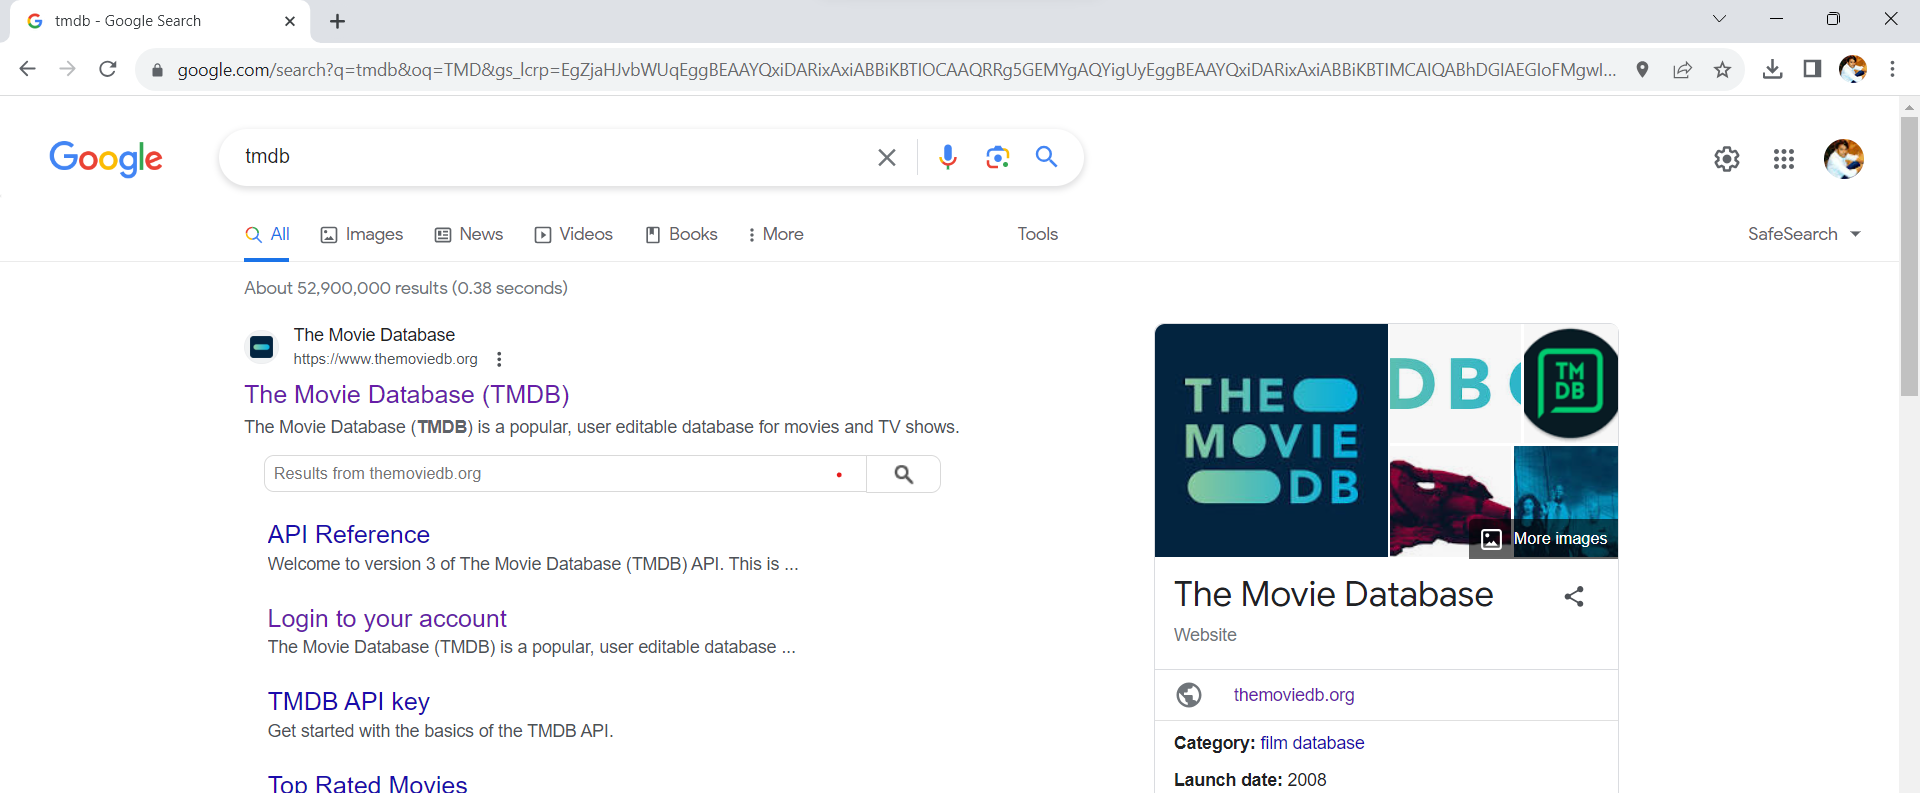 tmdb - Google Search
google.com/search?q=tmdb&oq=TMD&gs_lcrp=EgZjaHJvbWUqEggBEAAYQxiDARixAxiABBiKBTIOCAAQRRg5GEMYgAQYigUyEggBEAAYQxiDARixAxiABBiKBTIMCAIQABhDGIAEGIoFMgwI...
Google
tmdb
All
Images
News
Videos
Books
More
Tools
SafeSearch
About 52,900,000 results (0.38 seconds)
The Movie Database
https://www.themoviedb.org
The Movie Database (TMDB)
The Movie Database (TMDB) is a popular, user editable database for movies and TV shows.
Results from themoviedb.org
API Reference
Welcome to version 3 of The Movie Database (TMDB) API. This is ...
Login to your account
The Movie Database (TMDB) is a popular, user editable database ...
TMDB API key
Get started with the basics of the TMDB API.
Top Rated Movies
THE
MOVIE
DB
DB
TM
DB
More images
The Movie Database
Website
themoviedb.org
Category: film database
Launch date: 2008